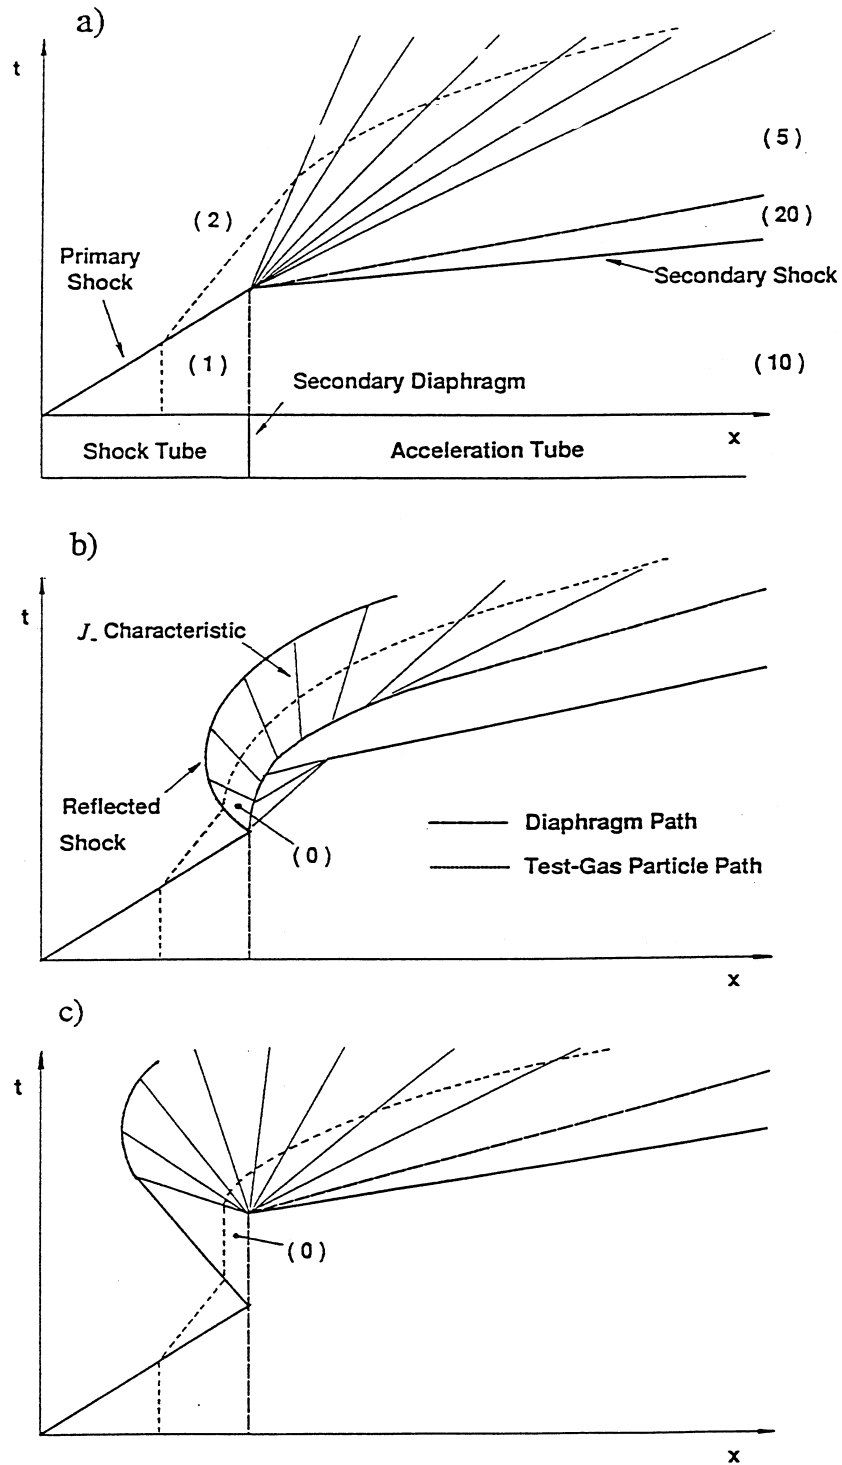 a)
t
(5)
(2)
(20)
Primary
Shock
Secondary Shock
(1)
(10)
Secondary Diaphragm
x
Shock Tube
Acceleration Tube
b)
t
J- Characteristic
Reflected
Shock
(0)
Diaphragm Path
Test-Gas Particle Path
x
c)
t
(0)
x